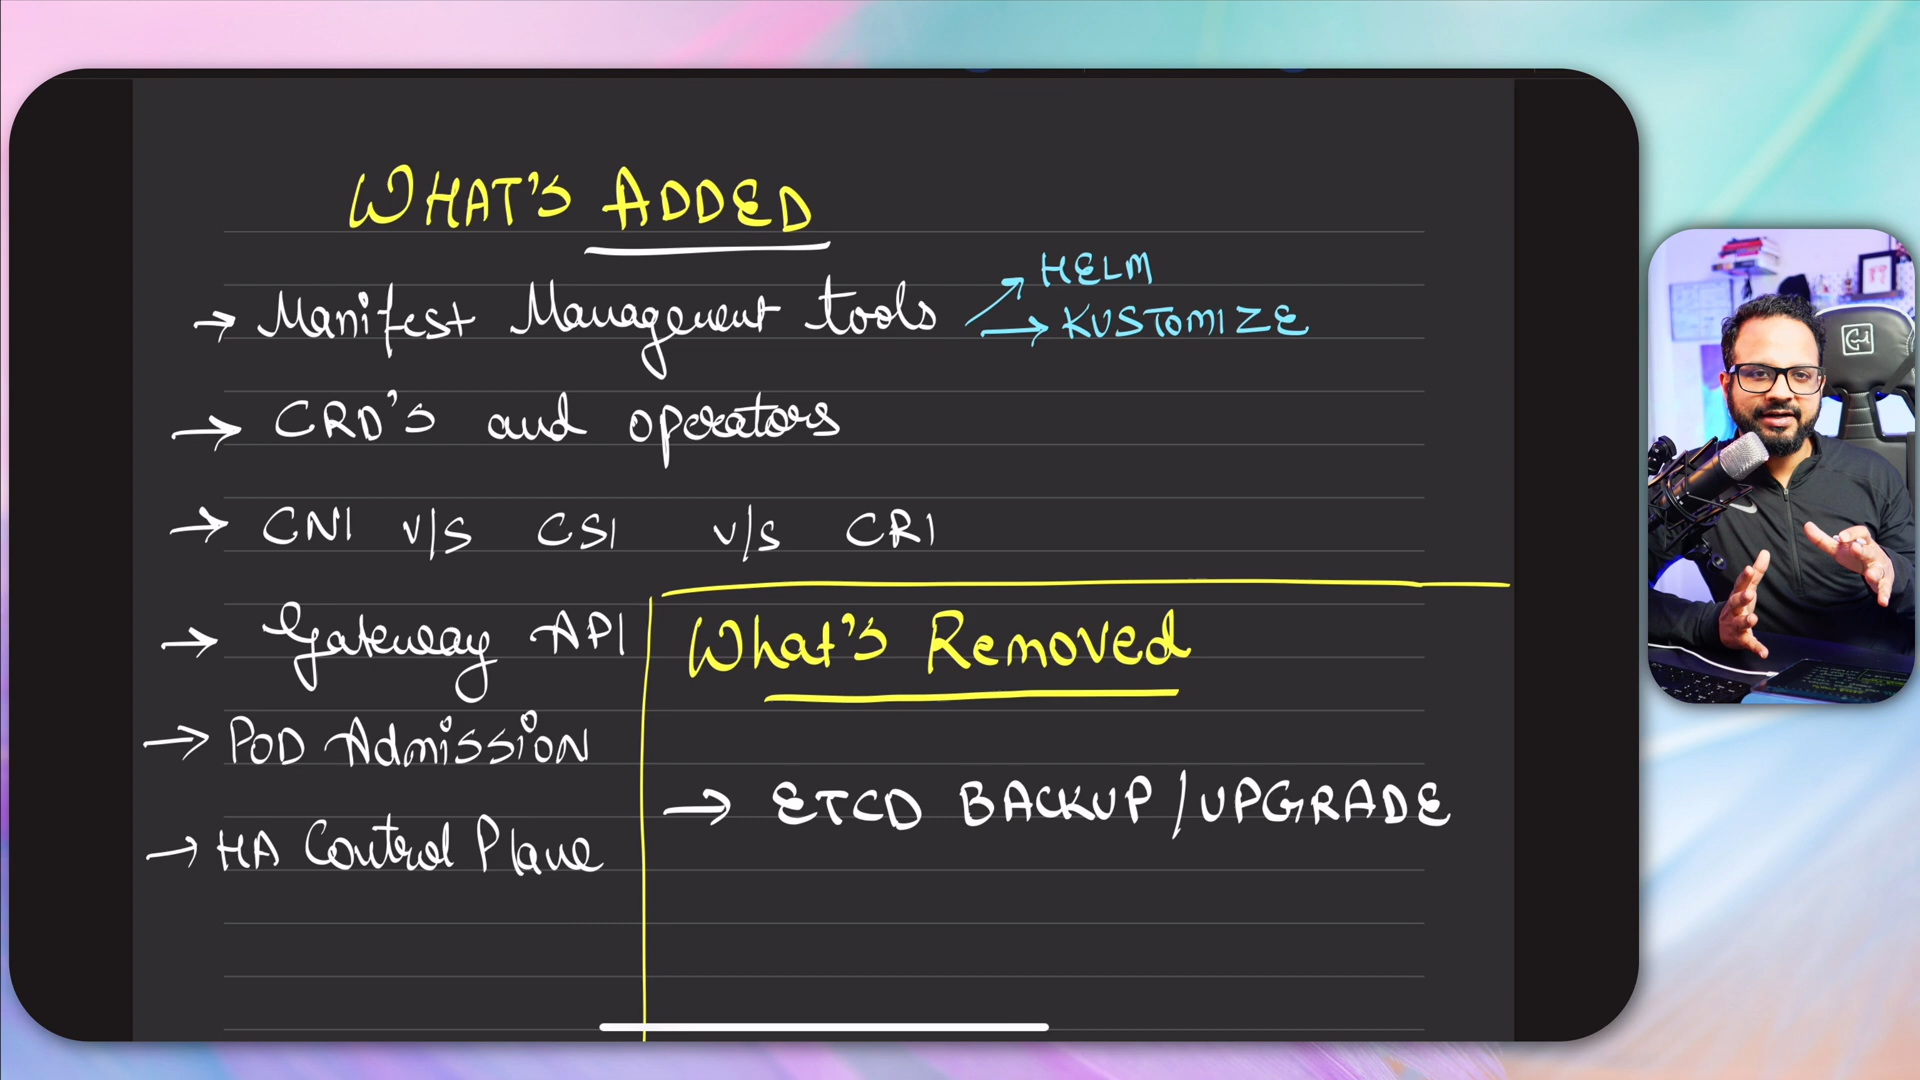 WHAT'S ADDED
→ Manifest Management tools
→ HELM
→ KUSTOMIZE
→ CRD'S and operators
→ CNI V/S CSI V/S CRI
→ Gateway API
→ POD Admission
→ HA Control Plane
What's Removed
→ ETCD BACKUP/UPGRADE